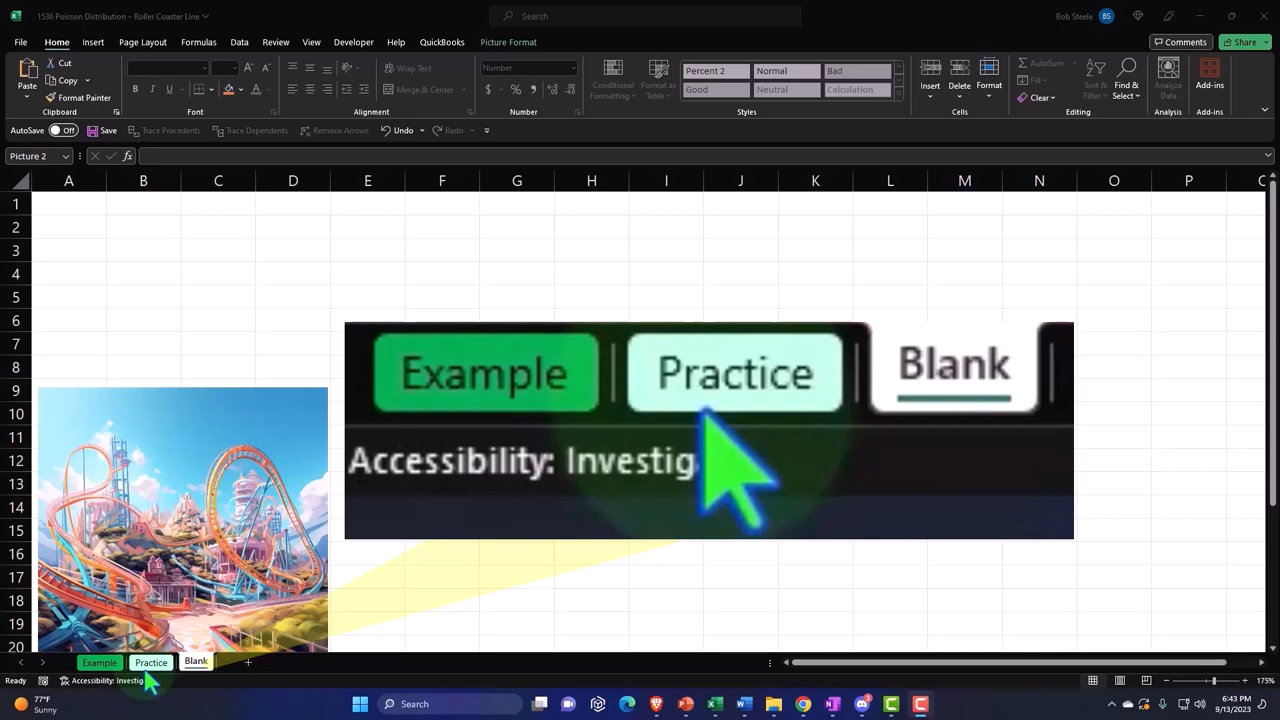 1536 Poisson Distribution – Roller Coaster Line
Search
Bob Steele
BS
File Home Insert Page Layout Formulas Data Review View Developer Help QuickBooks Picture Format
Comments
Share
Paste
Cut
Copy
Format Painter
Clipboard
B I U
Font
Wrap Text
Merge & Center
Alignment
Number
$ % ,
Number
Conditional
Formatting
Format as
Table
Percent 2 Normal Bad
Good Neutral Calculation
Styles
Insert Delete Format
Cells
AutoSum
Fill
Clear
Sort &
Filter
Find &
Select
Editing
Analyze
Data
Analysis
Add-ins
Add-ins
AutoSave Off Save Trace Precedents Trace Dependents Remove Arrows Undo Redo
Picture 2
fx
A B C D E F G H I J K L M N O P
1
2
3
4
5
6
7
8
9
10
11
12
13
14
15
16
17
18
19
20
Example Practice Blank
Accessibility: Investig
Example Practice Blank
Ready
Accessibility: Investig
175%
77°F
Sunny
Search
6:43 PM
9/13/2023